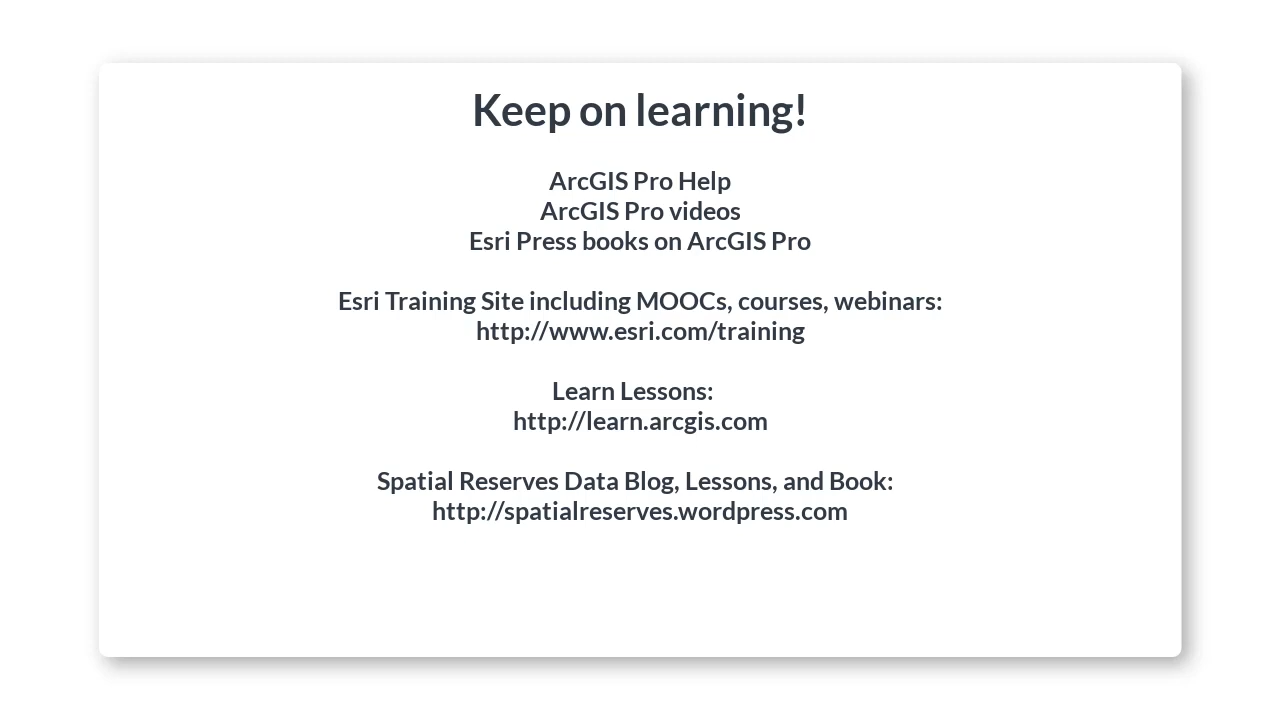 Keep on learning!
ArcGIS Pro Help
ArcGIS Pro videos
Esri Press books on ArcGIS Pro
Esri Training Site including MOOCs, courses, webinars:
http://www.esri.com/training
Learn Lessons:
http://learn.arcgis.com
Spatial Reserves Data Blog, Lessons, and Book:
http://spatialreserves.wordpress.com